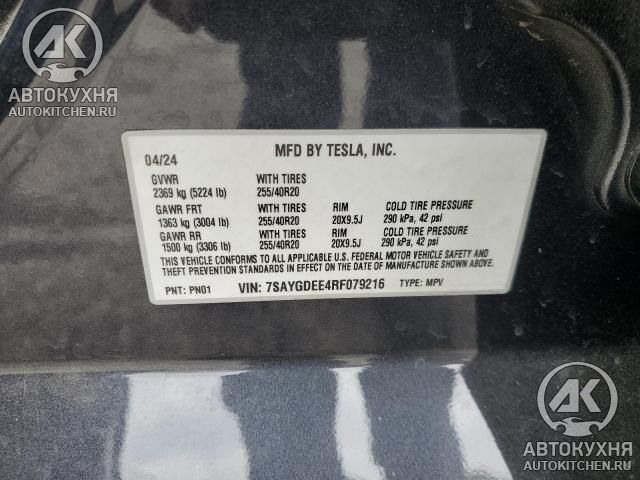 AK
АВТОКУХНЯ
AUTOKITCHEN.RU
MFD BY TESLA, INC.
04/24
GVWR WITH TIRES
2369 kg (5224 lb) 255/40R20
GAWR FRT WITH TIRES RIM COLD TIRE PRESSURE
1363 kg (3004 lb) 255/40R20 20X9.5J 290 kPa, 42 psi
GAWR RR WITH TIRES RIM COLD TIRE PRESSURE
1500 kg (3306 lb) 255/40R20 20X9.5J 290 kPa, 42 psi
THIS VEHICLE CONFORMS TO ALL APPLICABLE U.S. FEDERAL MOTOR VEHICLE SAFETY AND
THEFT PREVENTION STANDARDS IN EFFECT ON THE DATE OF MANUFACTURE SHOWN ABOVE.
PNT: PN01 VIN: 7SAYGDEE4RF079216 TYPE: MPV
AK
АВТОКУХНЯ
AUTOKITCHEN.RU